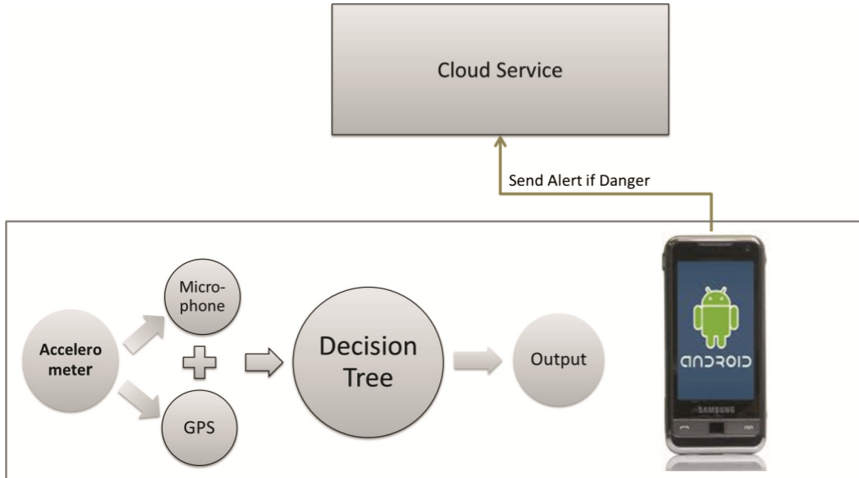 Cloud Service
Send Alert if Danger
Micro-
phone
Accelero
meter
GPS
Decision
Tree
Output
ANDROID
SAMSUNG